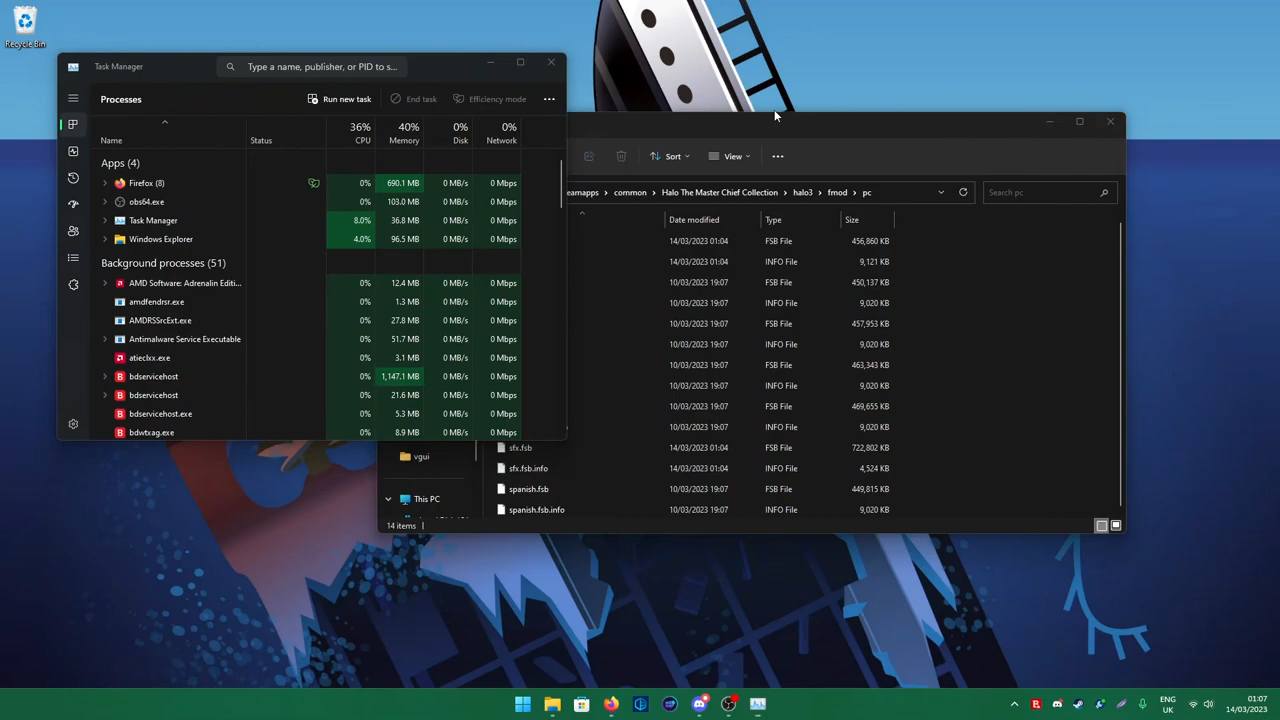 Recycle Bin
Task Manager
Type a name, publisher, or PID to s...
Processes
Run new task
End task
Efficiency mode
36%
40%
0%
0%
Name
Status
CPU
Memory
Disk
Network
Apps (4)
Firefox (8)
0%
690.1 MB
0 MB/s
0 Mbps
obs64.exe
0%
103.0 MB
0 MB/s
0 Mbps
Task Manager
8.0%
36.8 MB
0 MB/s
0 Mbps
Windows Explorer
4.0%
96.5 MB
0 MB/s
0 Mbps
Background processes (51)
AMD Software: Adrenalin Editi...
0%
12.4 MB
0 MB/s
0 Mbps
amdfendrsr.exe
0%
1.3 MB
0 MB/s
0 Mbps
AMDRSSrcExt.exe
0%
27.8 MB
0 MB/s
0 Mbps
Antimalware Service Executable
0%
51.7 MB
0 MB/s
0 Mbps
atieclxx.exe
0%
3.1 MB
0 MB/s
0 Mbps
bdservicehost
0%
1,147.1 MB
0 MB/s
0 Mbps
bdservicehost
0%
21.6 MB
0 MB/s
0 Mbps
bdservicehost.exe
0%
5.3 MB
0 MB/s
0 Mbps
bdwtxag.exe
0%
8.9 MB
0 MB/s
0 Mbps
Sort
View
eamapps > common > Halo The Master Chief Collection > halo3 > fmod > pc
Search pc
Date modified
Type
Size
14/03/2023 01:04
FSB File
456,860 KB
14/03/2023 01:04
INFO File
9,121 KB
10/03/2023 19:07
FSB File
450,137 KB
10/03/2023 19:07
INFO File
9,020 KB
10/03/2023 19:07
FSB File
457,953 KB
10/03/2023 19:07
INFO File
9,020 KB
10/03/2023 19:07
FSB File
463,343 KB
10/03/2023 19:07
INFO File
9,020 KB
10/03/2023 19:07
FSB File
469,655 KB
10/03/2023 19:07
INFO File
9,020 KB
sfx.fsb
14/03/2023 01:04
FSB File
722,802 KB
sfx.fsb.info
14/03/2023 01:04
INFO File
4,524 KB
spanish.fsb
10/03/2023 19:07
FSB File
449,815 KB
spanish.fsb.info
10/03/2023 19:07
INFO File
9,020 KB
vgui
This PC
14 items
ENG
UK
01:07
14/03/2023